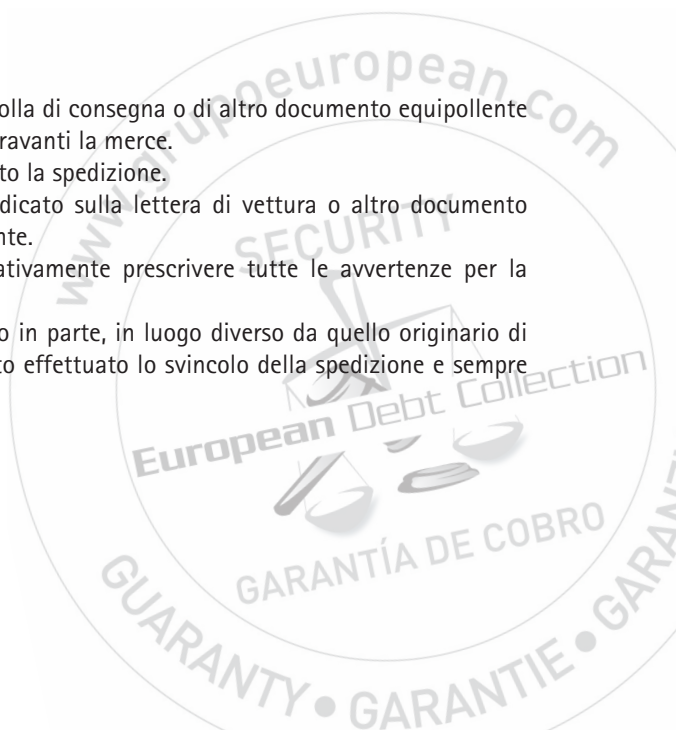 olla di consegna o di altro documento equipollente
ravanti la merce.
to la spedizione.
dicato sulla lettera di vettura o altro documento
nte.
ativamente prescrivere tutte le avvertenze per la
o in parte, in luogo diverso da quello originario di
to effettuato lo svincolo della spedizione e sempre
www.grupoeuropean.com
SECURITY
European Debt Collection
GARANTÍA DE COBRO
GUARANTY • GARANTIE • GARANTÍ